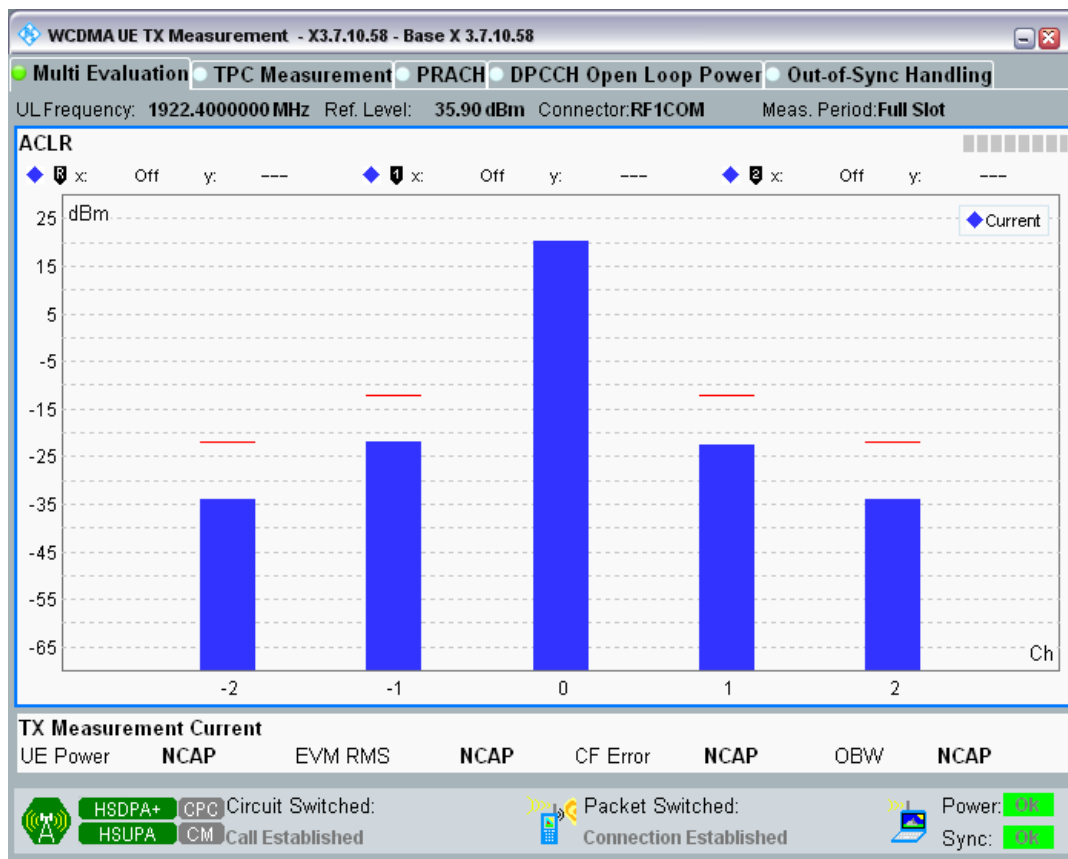 WCDMA UE TX Measurement - X3.7.10.58 - Base X 3.7.10.58
Multi Evaluation TPC Measurement PRACH DPCCH Open Loop Power Out-of-Sync Handling
UL Frequency: 1922.4000000 MHz Ref. Level: 35.90 dBm Connector:RF1COM Meas. Period:Full Slot
ACLR
R x: Off y: --- 1 x: Off y: --- 2 x: Off y: ---
dBm
Current
25
15
5
-5
-15
-25
-35
-45
-55
-65
Ch
-2 -1 0 1 2
TX Measurement Current
UE Power NCAP EVM RMS NCAP CF Error NCAP OBW NCAP
HSDPA+ CPC Circuit Switched: Packet Switched: Power: OK
HSUPA CM Call Established Connection Established Sync: OK